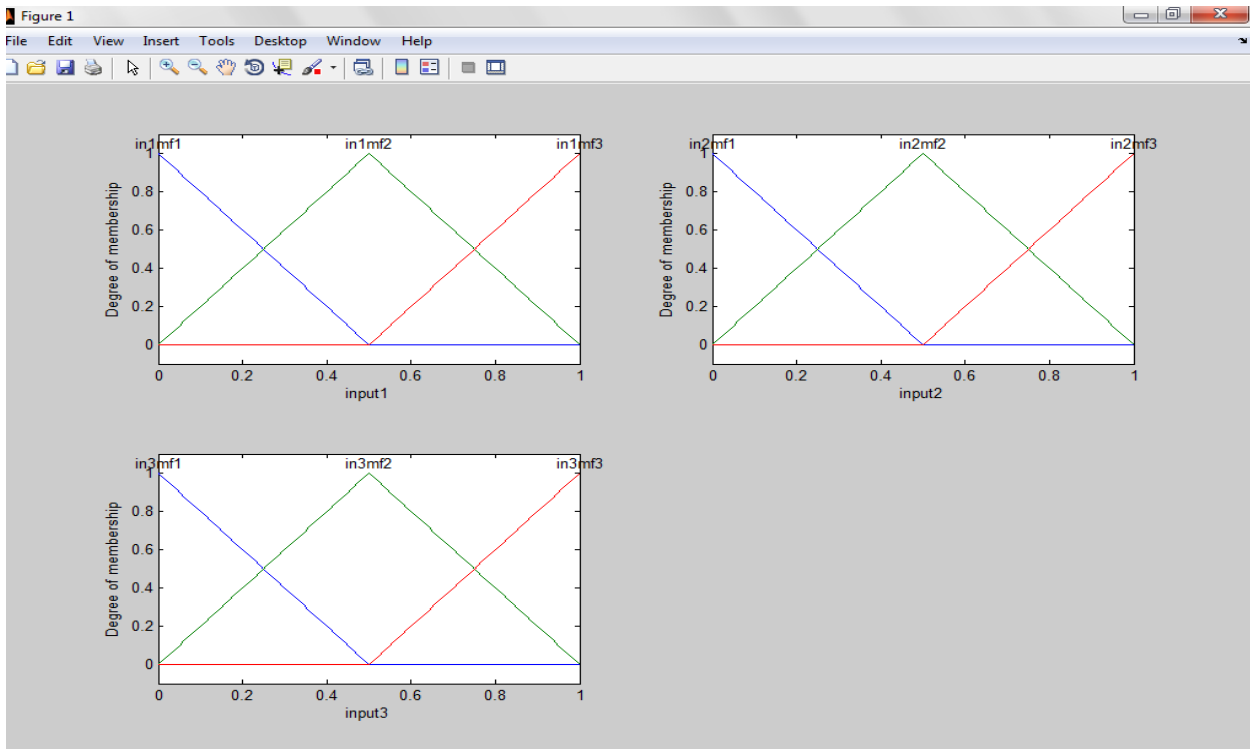 Figure 1
File Edit View Insert Tools Desktop Window Help
in1mf1 in1mf2 in1mf3
Degree of membership
1
0.8
0.6
0.4
0.2
0
0 0.2 0.4 0.6 0.8 1
input1
in2mf1 in2mf2 in2mf3
Degree of membership
1
0.8
0.6
0.4
0.2
0
0 0.2 0.4 0.6 0.8 1
input2
in3mf1 in3mf2 in3mf3
Degree of membership
1
0.8
0.6
0.4
0.2
0
0 0.2 0.4 0.6 0.8 1
input3